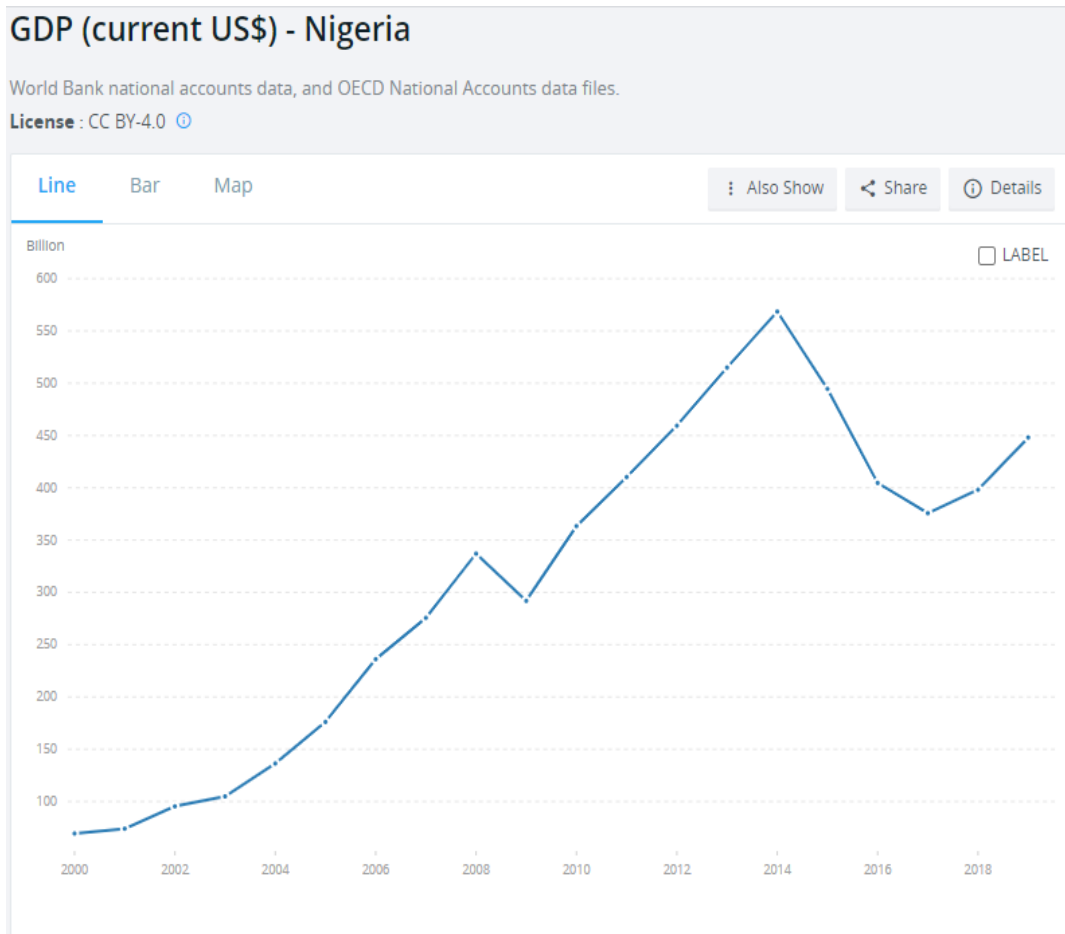 GDP (current US$) - Nigeria
World Bank national accounts data, and OECD National Accounts data files.
License : CC BY-4.0
Line Bar Map Also Show Share Details
Billion
LABEL
600
550
500
450
400
350
300
250
200
150
100
2000 2002 2004 2006 2008 2010 2012 2014 2016 2018